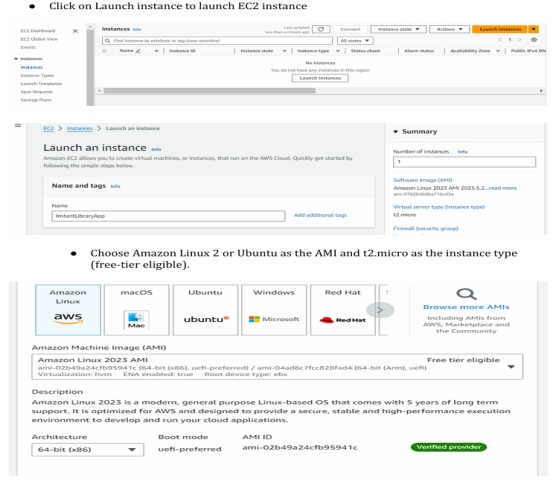 Click on Launch instance to launch EC2 instance
EC2 Dashboard
EC2 Global View
Events
Instances
Instances
Instance Types
Launch Templates
Spot Requests
Savings Plans
Instances Info
Last updated
less than a minute ago
Connect
Instance state
Actions
Launch instances
Find Instance by attribute or tag (case-sensitive)
All states
1
Name
Instance ID
Instance state
Instance type
Status check
Alarm status
Availability Zone
Public IPv4 DN
No instances
You do not have any instances in this region
Launch instances
EC2 > Instances > Launch an instance
Launch an instance Info
Amazon EC2 allows you to create virtual machines, or instances, that run on the AWS Cloud. Quickly get started by
following the simple steps below.
Name and tags Info
Name
InstantLibraryApp
Add additional tags
Summary
Number of instances Info
1
Software Image (AMI)
Amazon Linux 2023 AMI 2023.5.2...read more
Virtual server type (instance type)
t2.micro
Firewall (security group)
Choose Amazon Linux 2 or Ubuntu as the AMI and t2.micro as the instance type
(free-tier eligible).
Amazon
Linux
aws
macOS
Mac
Ubuntu
ubuntu
Windows
Microsoft
Red Hat
Red Hat
Browse more AMIs
Including AMIs from
AWS, Marketplace and
the Community
Amazon Machine Image (AMI)
Amazon Linux 2023 AMI
Free tier eligible
ami-02b49a24cfb95941c (64-bit (x86), uefi-preferred) / ami-04ad8c7fcc828fad4 (64-bit (Arm), uefi)
Virtualization: hvm ENA enabled: true Root device type: ebs
Description
Amazon Linux 2023 is a modern, general purpose Linux-based OS that comes with 5 years of long term
support. It is optimized for AWS and designed to provide a secure, stable and high-performance execution
environment to develop and run your cloud applications.
Architecture
64-bit (x86)
Boot mode
uefi-preferred
AMI ID
ami-02b49a24cfb95941c
Verified provider